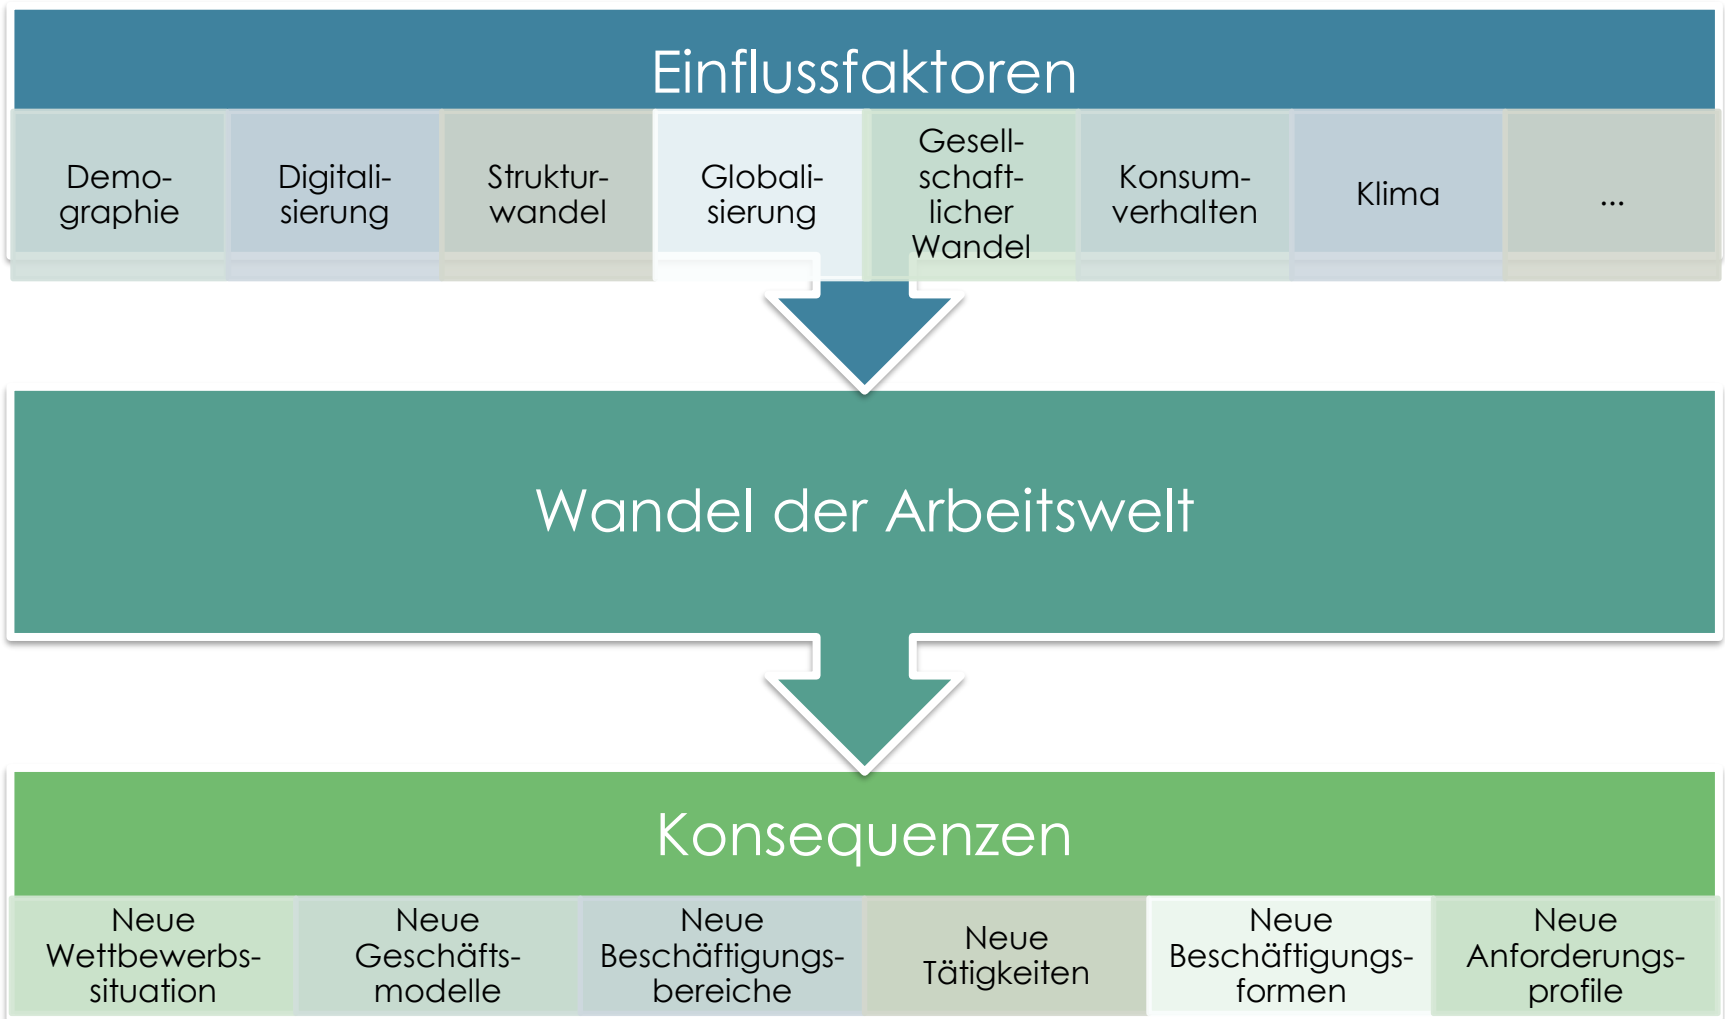 Einflussfaktoren
Demo-
graphie
Digitali-
sierung
Struktur-
wandel
Globali-
sierung
Gesell-
schaft-
licher
Wandel
Konsum-
verhalten
Klima
...
Wandel der Arbeitswelt
Konsequenzen
Neue
Wettbewerbs-
situation
Neue
Geschäfts-
modelle
Neue
Beschäftigungs-
bereiche
Neue
Tätigkeiten
Neue
Beschäftigungs-
formen
Neue
Anforderungs-
profile